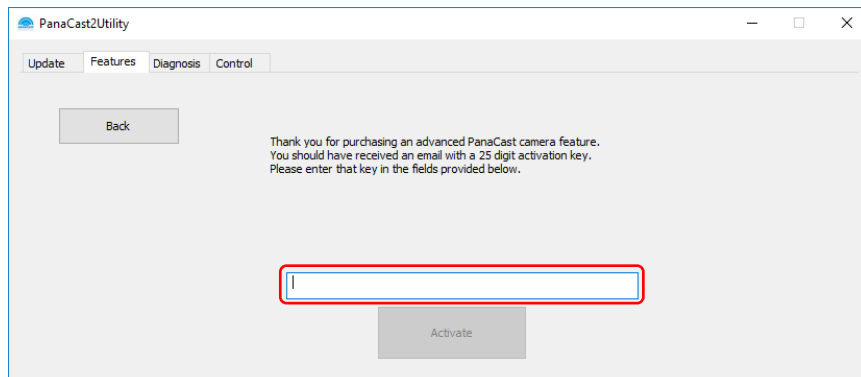 PanaCast2Utility
Update Features Diagnosis Control
Back
Thank you for purchasing an advanced PanaCast camera feature.
You should have received an email with a 25 digit activation key.
Please enter that key in the fields provided below.
Activate